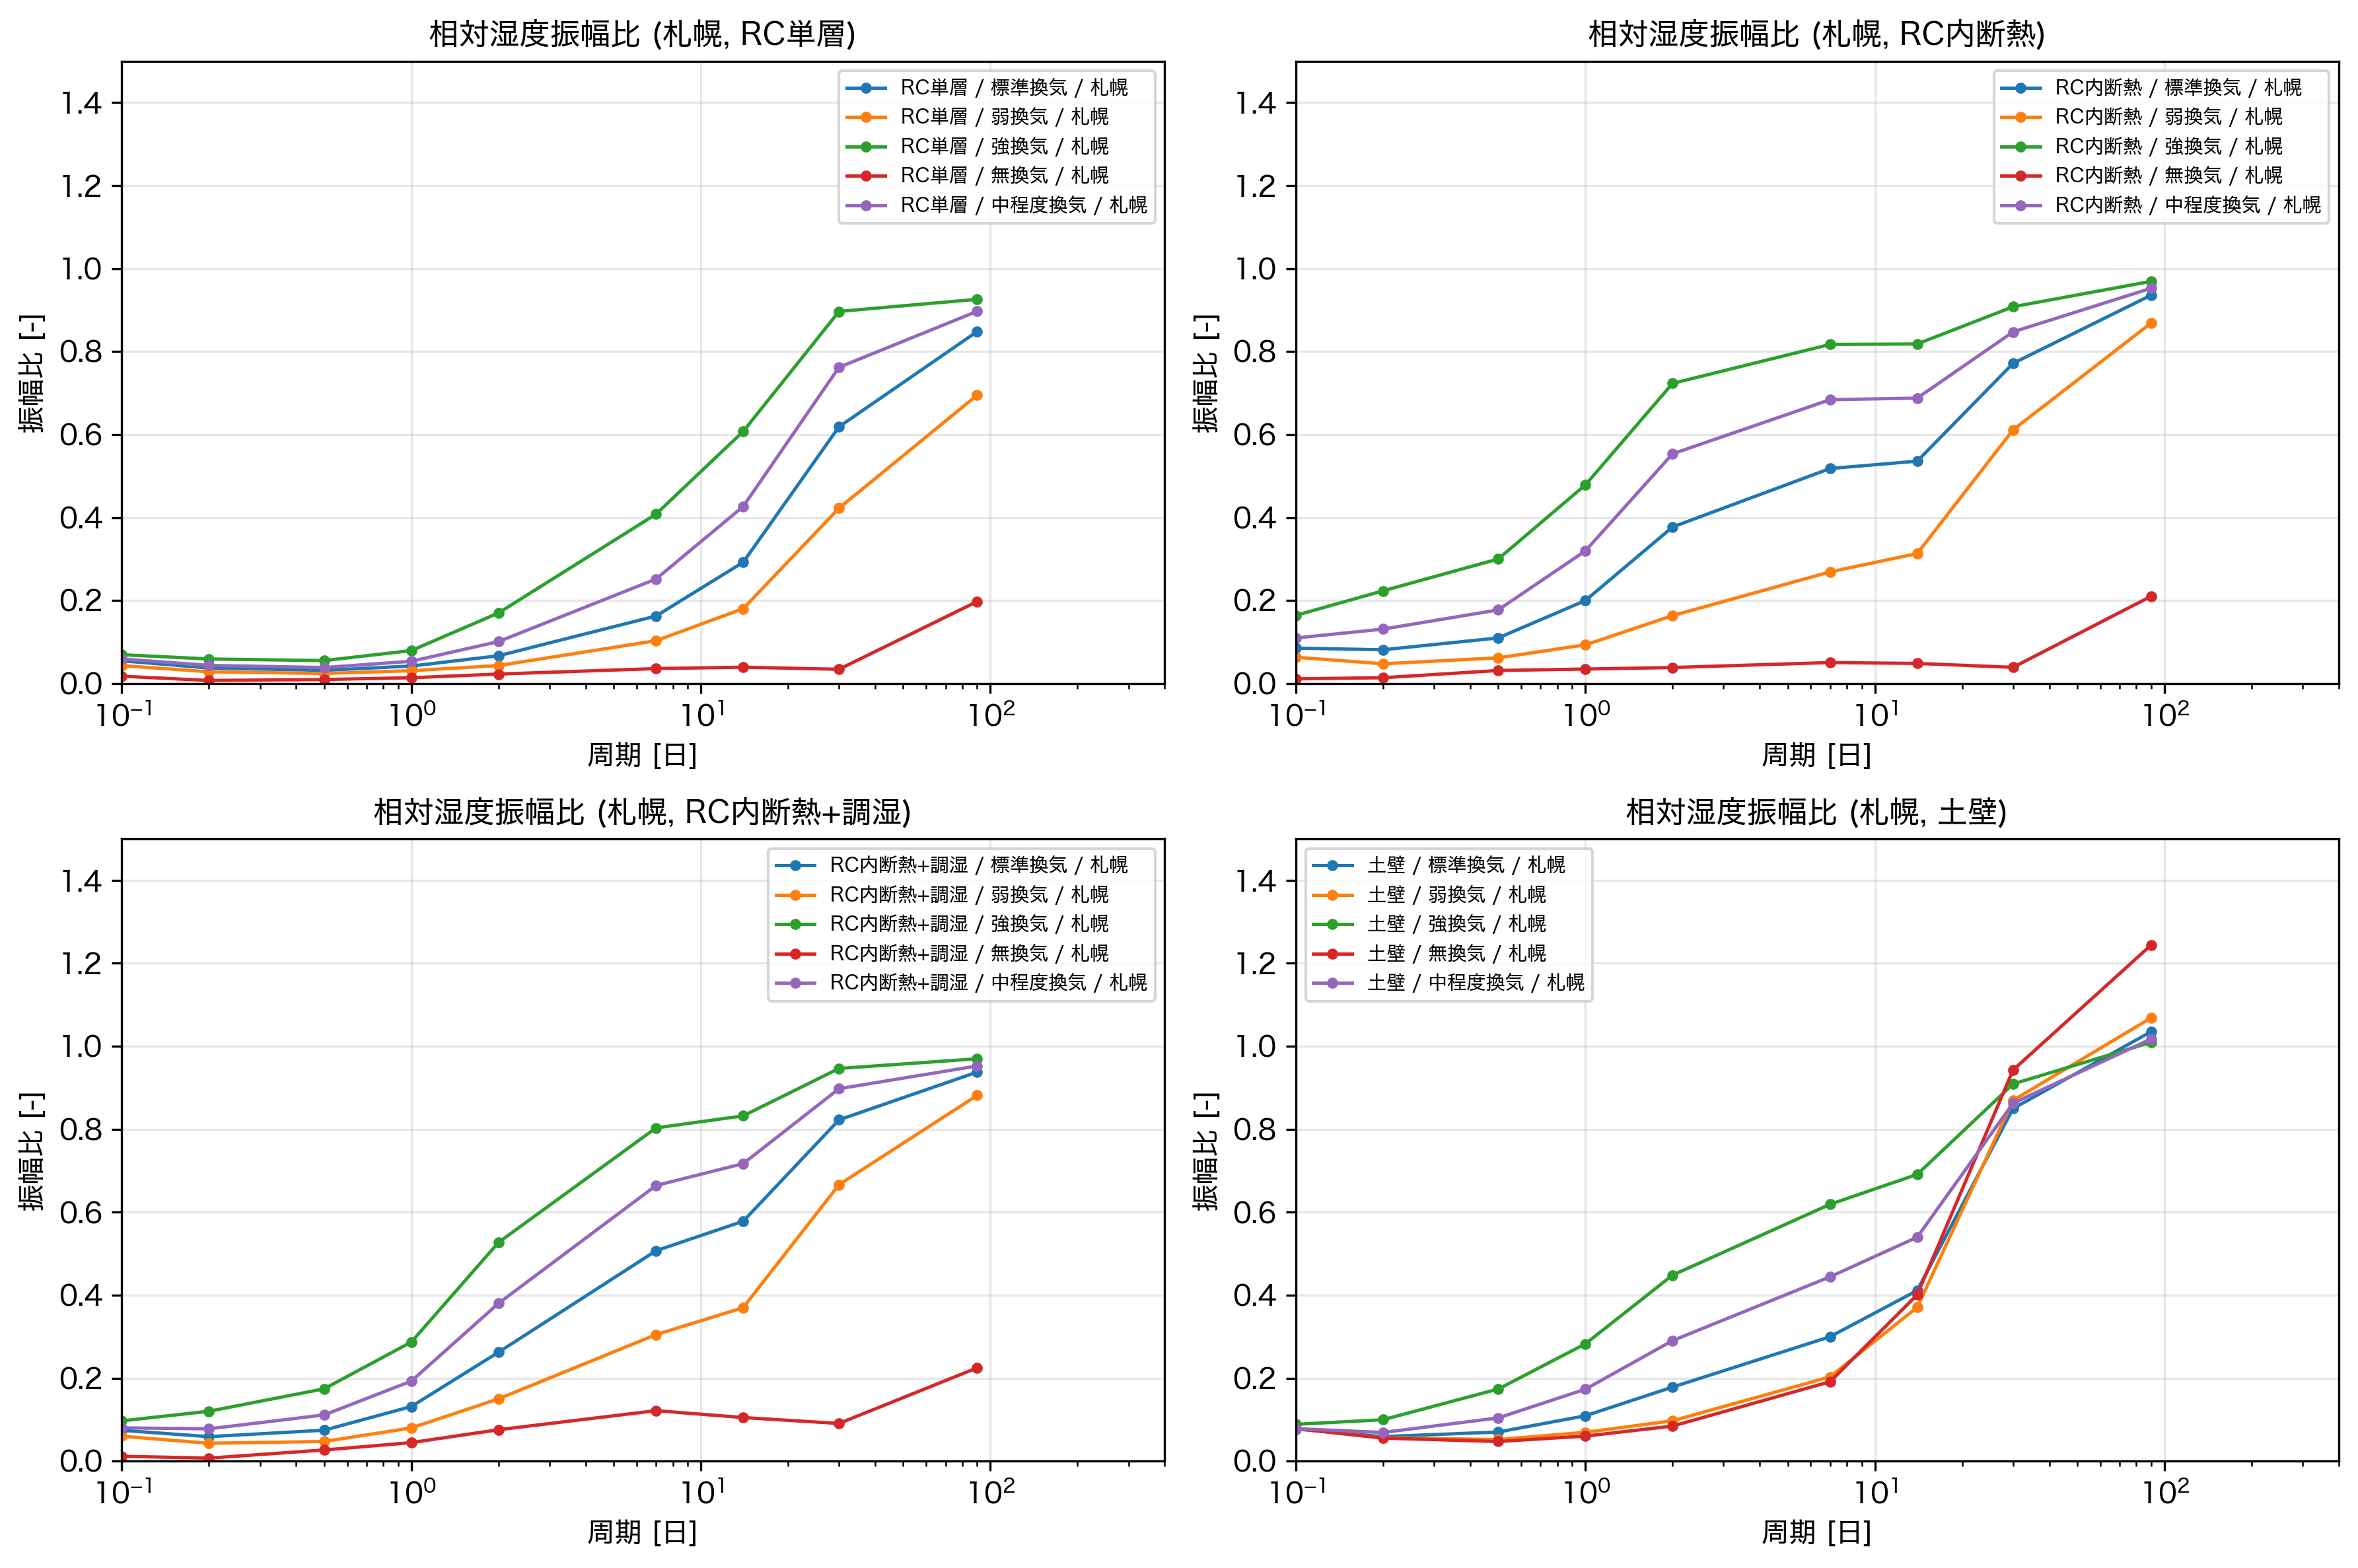 相対湿度振幅比 (札幌, RC単層)
1.4
1.2
1.0
0.8
0.6
0.4
0.2
0.0
振幅比 [-]
RC単層 / 標準換気 / 札幌
RC単層 / 弱換気 / 札幌
RC単層 / 強換気 / 札幌
RC単層 / 無換気 / 札幌
RC単層 / 中程度換気 / 札幌
10⁻¹ 10⁰ 10¹ 10²
周期 [日]
相対湿度振幅比 (札幌, RC内断熱)
1.4
1.2
1.0
0.8
0.6
0.4
0.2
0.0
振幅比 [-]
RC内断熱 / 標準換気 / 札幌
RC内断熱 / 弱換気 / 札幌
RC内断熱 / 強換気 / 札幌
RC内断熱 / 無換気 / 札幌
RC内断熱 / 中程度換気 / 札幌
10⁻¹ 10⁰ 10¹ 10²
周期 [日]
相対湿度振幅比 (札幌, RC内断熱+調湿)
1.4
1.2
1.0
0.8
0.6
0.4
0.2
0.0
振幅比 [-]
RC内断熱+調湿 / 標準換気 / 札幌
RC内断熱+調湿 / 弱換気 / 札幌
RC内断熱+調湿 / 強換気 / 札幌
RC内断熱+調湿 / 無換気 / 札幌
RC内断熱+調湿 / 中程度換気 / 札幌
10⁻¹ 10⁰ 10¹ 10²
周期 [日]
相対湿度振幅比 (札幌, 土壁)
1.4
1.2
1.0
0.8
0.6
0.4
0.2
0.0
振幅比 [-]
土壁 / 標準換気 / 札幌
土壁 / 弱換気 / 札幌
土壁 / 強換気 / 札幌
土壁 / 無換気 / 札幌
土壁 / 中程度換気 / 札幌
10⁻¹ 10⁰ 10¹ 10²
周期 [日]